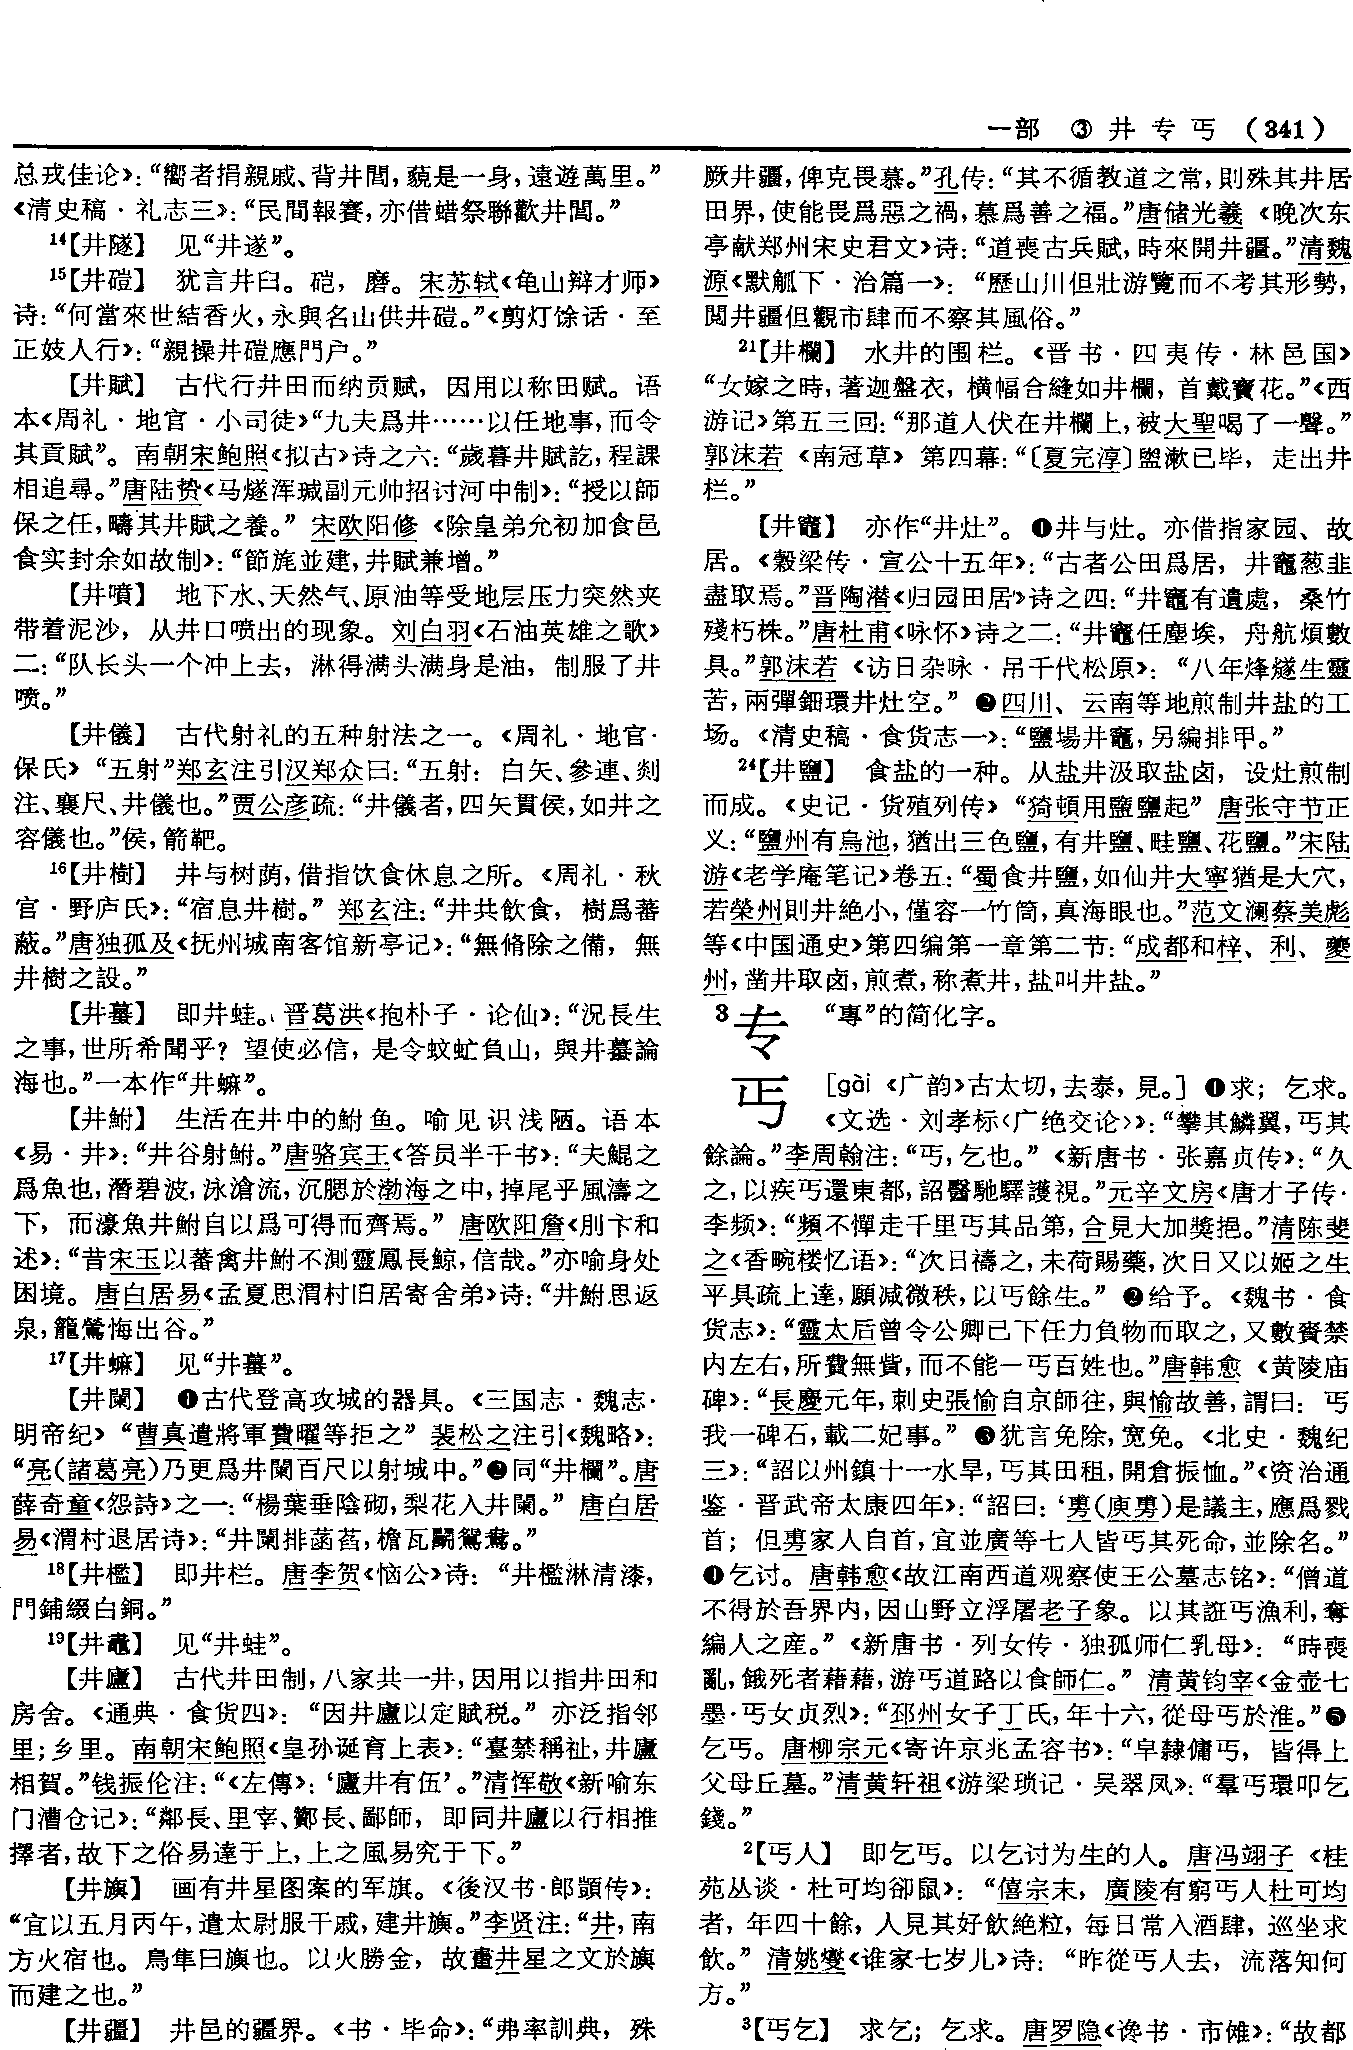 一部 ③ 井 专 丐 （341）
总戎佳论》：“嚮者捐親戚、背井閭，藐是一身，遠遊萬里。”
《清史稿·礼志三》：“民間報賽，亦借蜡祭聯歡井閭。”
14【井隧】 见“井遂”。
15【井磑】 犹言井臼。硙，磨。宋苏轼《龟山辩才师》
诗：“何當來世結香火，永與名山供井磑。”《剪灯馀话·至
正妓人行》：“親操井磑應門户。”
【井賦】 古代行井田而纳贡赋，因用以称田赋。语
本《周礼·地官·小司徒》“九夫爲井……以任地事，而令
其貢賦”。南朝宋鲍照《拟古》诗之六：“歲暮井賦訖，程課
相追尋。”唐陆贽《马燧浑瑊副元帅招讨河中制》：“授以師
保之任，疇其井賦之養。” 宋欧阳修《除皇弟允初加食邑
食实封余如故制》：“節旄並建，井賦兼增。”
【井噴】 地下水、天然气、原油等受地层压力突然夹
带着泥沙，从井口喷出的现象。刘白羽《石油英雄之歌》
二：“队长头一个冲上去，淋得满头满身是油，制服了井
喷。”
【井儀】 古代射礼的五种射法之一。《周礼·地官·
保氏》“五射”郑玄注引汉郑众曰：“五射：白矢、參連、剡
注、襄尺、井儀也。”贾公彦疏：“井儀者，四矢貫侯，如井之
容儀也。”侯，箭靶。
16【井樹】 井与树荫，借指饮食休息之所。《周礼·秋
官·野庐氏》：“宿息井樹。” 郑玄注：“井共飲食，樹爲蕃
蔽。”唐独孤及《抚州城南客馆新亭记》：“無脩除之備，無
井樹之設。”
【井蟇】 即井蛙。晋葛洪《抱朴子·论仙》：“況長生
之事，世所希聞乎？望使必信，是令蚊虻負山，與井蟇論
海也。”一本作“井蟆”。
【井鮒】 生活在井中的鮒鱼。喻见识浅陋。语本
《易·井》：“井谷射鮒。”唐骆宾王《答员半千书》：“夫鯤之
爲魚也，潛碧波，泳滄流，沉腮於渤海之中，掉尾乎風濤之
下，而濠魚井鮒自以爲可得而齊焉。” 唐欧阳詹《刖卞和
述》：“昔宋玉以蕃禽井鮒不測靈鳳長鯨，信哉。”亦喻身处
困境。唐白居易《孟夏思渭村旧居寄舍弟》诗：“井鮒思返
泉，籠鶯悔出谷。”
17【井蟆】 见“井蟇”。
【井闌】 ❶古代登高攻城的器具。《三国志·魏志·
明帝纪》“曹真遣將軍費曜等拒之”裴松之注引《魏略》：
“亮（諸葛亮）乃更爲井闌百尺以射城中。”❷同“井欄”。唐
薛奇童《怨詩》之一：“楊葉垂陰砌，梨花入井闌。” 唐白居
易《渭村退居诗》：“井闌排菡萏，檐瓦鬬鴛鴦。”
18【井檻】 即井栏。唐李贺《恼公》诗：“井檻淋清漆，
門鋪綴白銅。”
19【井鼃】 见“井蛙”。
【井廬】 古代井田制，八家共一井，因用以指井田和
房舍。《通典·食货四》：“因井廬以定賦税。”亦泛指邻
里；乡里。南朝宋鲍照《皇孙诞育上表》：“臺禁稱祉，井廬
相賀。”钱振伦注：“《左傳》：‘廬井有伍’。”清恽敬《新喻东
门漕仓记》：“鄰長、里宰、酇長、鄙師，即同井廬以行相推
擇者，故下之俗易達于上，上之風易究于下。”
【井旟】 画有井星图案的军旗。《後汉书·郎顗传》：
“宜以五月丙午，遣太尉服干戚，建井旟。”李贤注：“井，南
方火宿也。鳥隼曰旟也。以火勝金，故畫井星之文於旟
而建之也。”
【井疆】 井邑的疆界。《书·毕命》：“弗率訓典，殊
厥井疆，俾克畏慕。”孔传：“其不循教道之常，則殊其井居
田界，使能畏爲惡之禍，慕爲善之福。”唐储光羲《晚次东
亭献郑州宋史君文》诗：“道喪古兵賦，時來開井疆。”清魏
源《默觚下·治篇一》：“歷山川但壯游覽而不考其形勢，
閲井疆但觀市肆而不察其風俗。”
21【井欄】 水井的围栏。《晋书·四夷传·林邑国》
“女嫁之時，著迦盤衣，横幅合縫如井欄，首戴寶花。”《西
游记》第五三回：“那道人伏在井欄上，被大聖喝了一聲。”
郭沫若《南冠草》第四幕：“〔夏完淳〕盥漱已毕，走出井
栏。”
【井竈】 亦作“井灶”。❶井与灶。亦借指家园、故
居。《穀梁传·宣公十五年》：“古者公田爲居，井竈葱韭
盡取焉。”晋陶潜《归园田居》诗之四：“井竈有遺處，桑竹
殘朽株。”唐杜甫《咏怀》诗之二：“井竈任塵埃，舟航煩數
具。”郭沫若《访日杂咏·吊千代松原》：“八年烽燧生靈
苦，兩彈鈿環井灶空。” ❷四川、云南等地煎制井盐的工
场。《清史稿·食货志一》：“鹽場井竈，另編排甲。”
24【井鹽】 食盐的一种。从盐井汲取盐卤，设灶煎制
而成。《史记·货殖列传》“猗頓用盬鹽起”唐张守节正
义：“鹽州有烏池，猶出三色鹽，有井鹽、畦鹽、花鹽。”宋陆
游《老学庵笔记》卷五：“蜀食井鹽，如仙井大寧猶是大穴，
若榮州則井絶小，僅容一竹筒，真海眼也。”范文澜蔡美彪
等《中国通史》第四编第一章第二节：“成都和梓、利、夔
州，凿井取卤，煎煮，称煮井，盐叫井盐。”
3专 “專”的简化字。
丐 [gài 《广韵》古太切，去泰，見。] ❶求；乞求。
《文选·刘孝标〈广绝交论〉》：“攀其鱗翼，丐其
餘論。”李周翰注：“丐，乞也。”《新唐书·张嘉贞传》：“久
之，以疾丐還東都，詔醫馳驛護視。”元辛文房《唐才子传·
李频》：“頻不憚走千里丐其品第，合見大加獎挹。”清陈斐
之《香畹楼忆语》：“次日禱之，未荷賜藥，次日又以姬之生
平具疏上達，願減微秩，以丐餘生。” ❷给予。《魏书·食
货志》：“靈太后曾令公卿已下任力負物而取之，又數賚禁
内左右，所費無貲，而不能一丐百姓也。”唐韩愈《黄陵庙
碑》：“長慶元年，刺史張愉自京師往，與愉故善，謂曰：丐
我一碑石，載二妃事。” ❸犹言免除，宽免。《北史·魏纪
三》：“詔以州鎮十一水旱，丐其田租，開倉振恤。”《资治通
鉴·晋武帝太康四年》：“詔曰：‘旉（庾旉）是議主，應爲戮
首；但旉家人自首，宜並廣等七人皆丐其死命，並除名。”
❹乞讨。唐韩愈《故江南西道观察使王公墓志铭》：“僧道
不得於吾界内，因山野立浮屠老子象。以其誑丐漁利，奪
編人之産。”《新唐书·列女传·独孤师仁乳母》：“時喪
亂，餓死者藉藉，游丐道路以食師仁。”清黄钧宰《金壶七
墨·丐女贞烈》：“邳州女子丁氏，年十六，從母丐於淮。”❺
乞丐。唐柳宗元《寄许京兆孟容书》：“皁隸傭丐，皆得上
父母丘墓。”清黄轩祖《游梁琐记·吴翠凤》：“羣丐環叩乞
錢。”
2【丐人】 即乞丐。以乞讨为生的人。唐冯翊子《桂
苑丛谈·杜可均卻鼠》：“僖宗末，廣陵有窮丐人杜可均
者，年四十餘，人見其好飲絶粒，每日常入酒肆，巡坐求
飲。”清姚燮《谁家七岁儿》诗：“昨從丐人去，流落知何
方。”
3【丐乞】 求乞；乞求。唐罗隐《谗书·市傩》：“故都